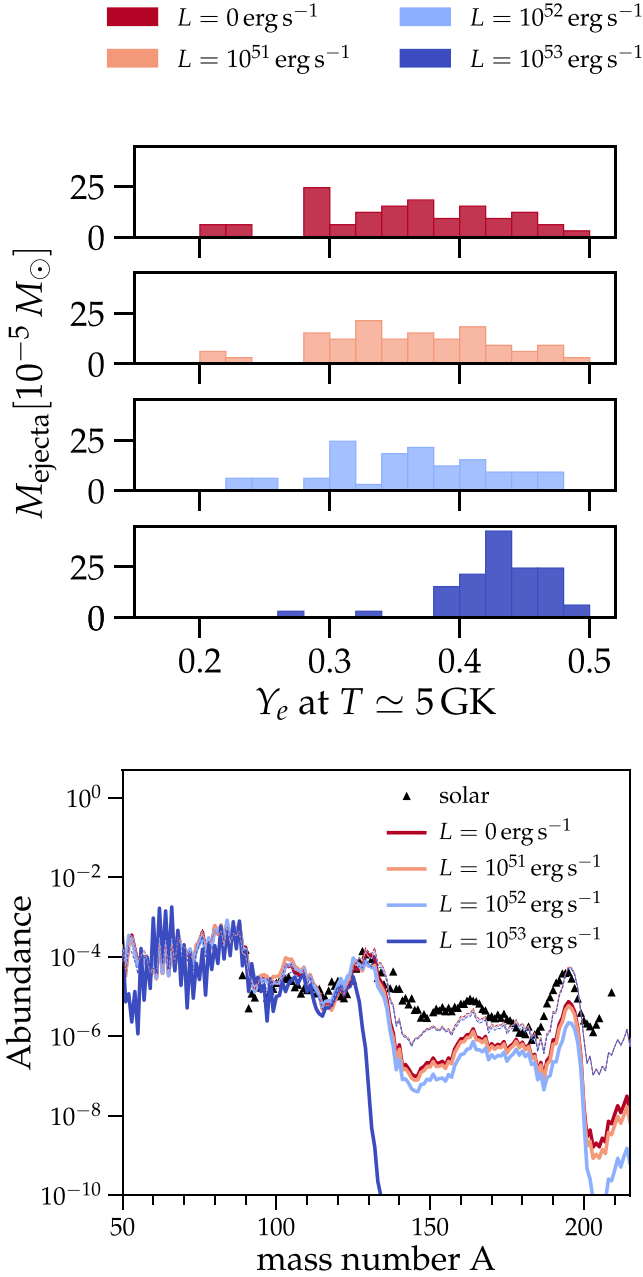 L = 0 erg s⁻¹
L = 10⁵¹ erg s⁻¹
L = 10⁵² erg s⁻¹
L = 10⁵³ erg s⁻¹
25
0
25
0
25
0
25
0
M_ejecta[10⁻⁵ M_⊙]
0.2 0.3 0.4 0.5
Y_e at T ≃ 5 GK
10⁰
10⁻²
10⁻⁴
10⁻⁶
10⁻⁸
10⁻¹⁰
Abundance
solar
L = 0 erg s⁻¹
L = 10⁵¹ erg s⁻¹
L = 10⁵² erg s⁻¹
L = 10⁵³ erg s⁻¹
50 100 150 200
mass number A